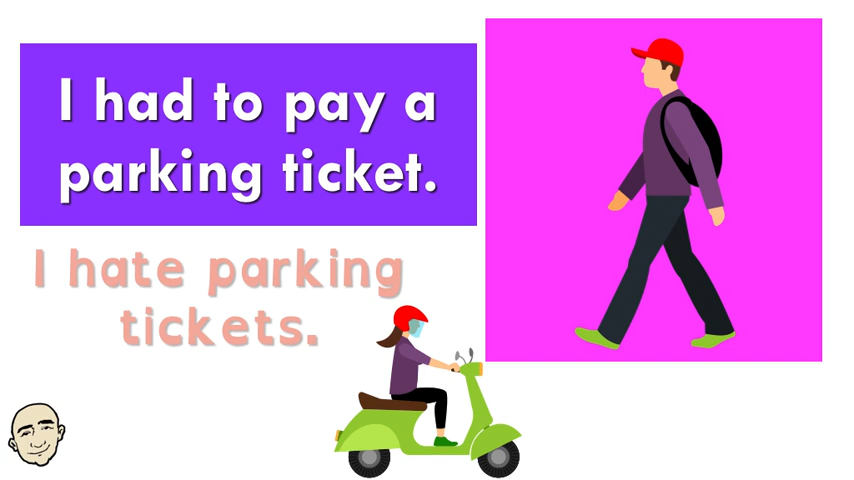 I had to pay a
parking ticket.
I hate parking
tickets.